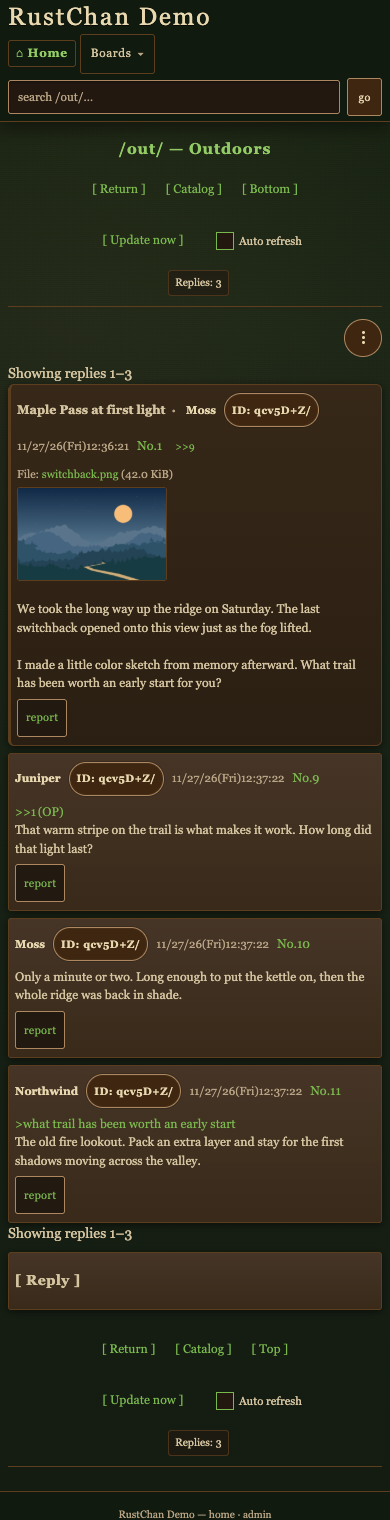 RustChan Demo
⌂ Home Boards
search /out/... go
/out/ — Outdoors
[ Return ] [ Catalog ] [ Bottom ]
[ Update now ] Auto refresh
Replies: 3
Showing replies 1–3
Maple Pass at first light · Moss ID: qcv5D+Z/
11/27/26(Fri)12:36:21 No.1 >>9
File: switchback.png (42.0 KiB)
We took the long way up the ridge on Saturday. The last
switchback opened onto this view just as the fog lifted.
I made a little color sketch from memory afterward. What trail
has been worth an early start for you?
report
Juniper ID: qcv5D+Z/ 11/27/26(Fri)12:37:22 No.9
>>1 (OP)
That warm stripe on the trail is what makes it work. How long did
that light last?
report
Moss ID: qcv5D+Z/ 11/27/26(Fri)12:37:22 No.10
Only a minute or two. Long enough to put the kettle on, then the
whole ridge was back in shade.
report
Northwind ID: qcv5D+Z/ 11/27/26(Fri)12:37:22 No.11
>what trail has been worth an early start
The old fire lookout. Pack an extra layer and stay for the first
shadows moving across the valley.
report
Showing replies 1–3
[ Reply ]
[ Return ] [ Catalog ] [ Top ]
[ Update now ] Auto refresh
Replies: 3
RustChan Demo — home · admin